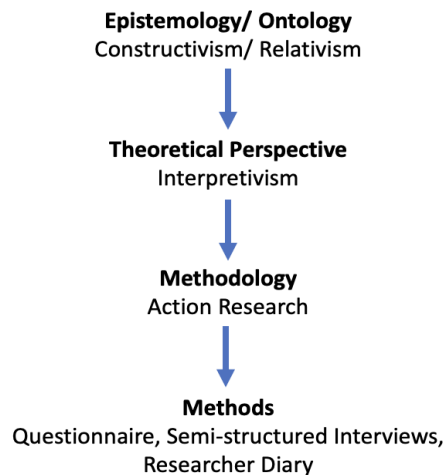 Epistemology/ Ontology
Constructivism/ Relativism
Theoretical Perspective
Interpretivism
Methodology
Action Research
Methods
Questionnaire, Semi-structured Interviews,
Researcher Diary